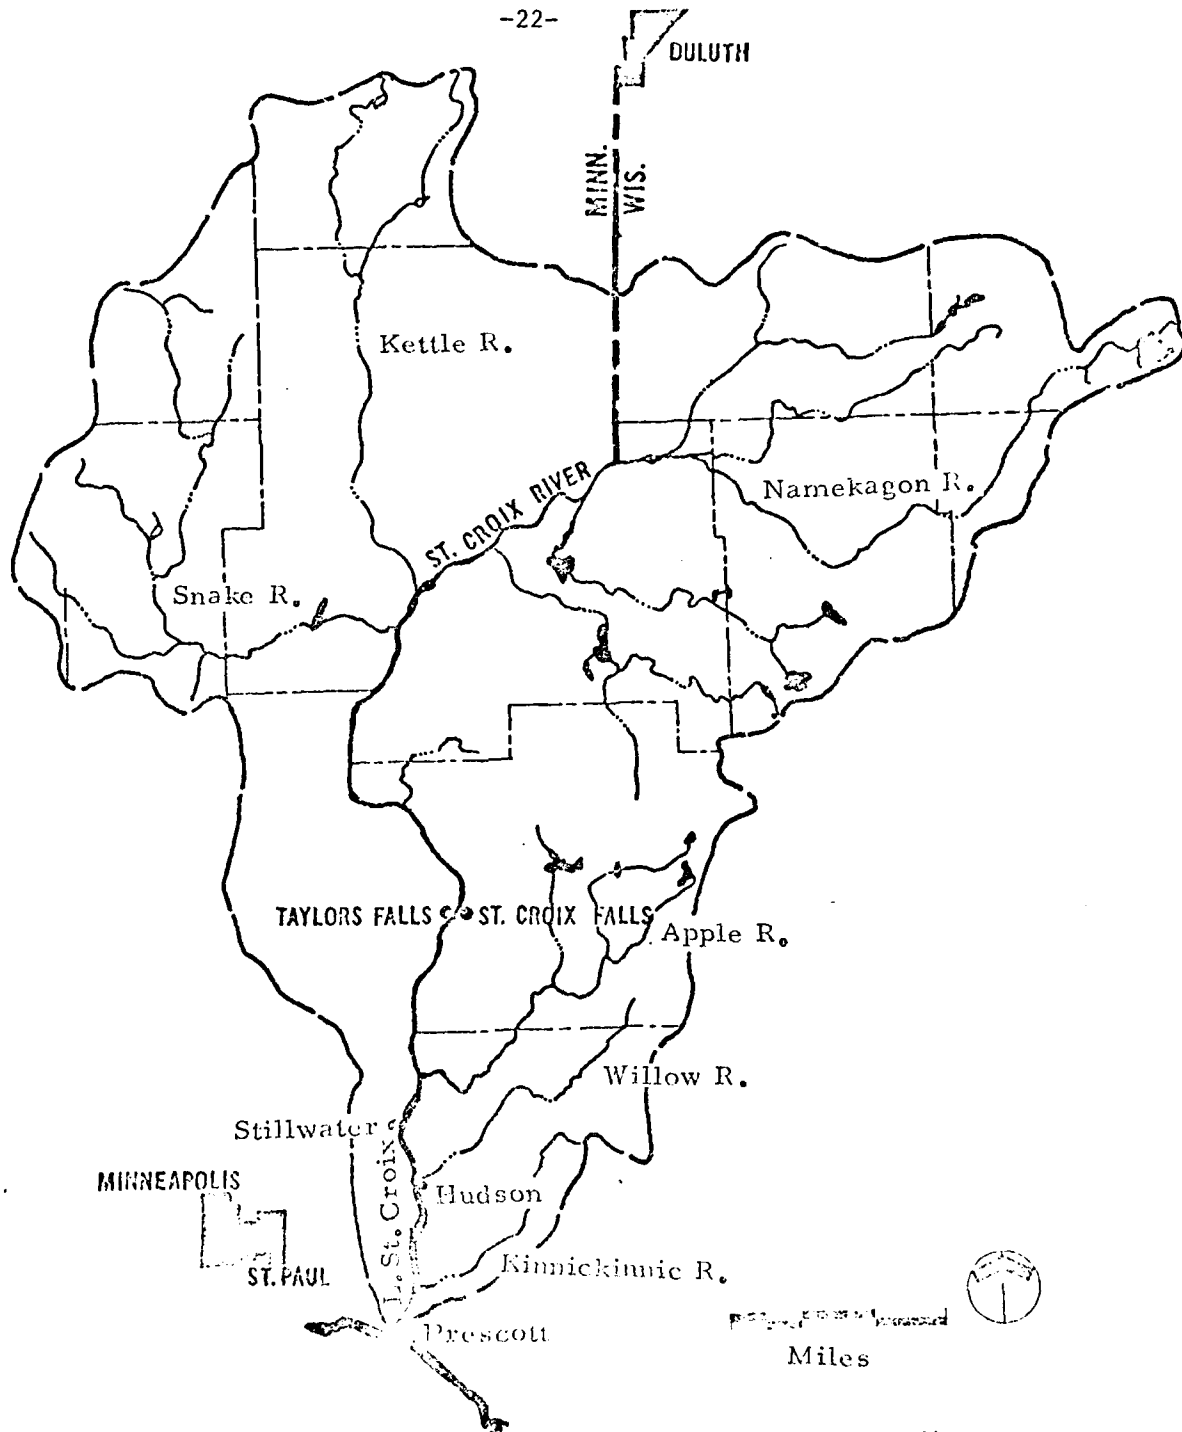 -22-
DULUTH
MINN.
WIS.
Kettle R.
ST. CROIX RIVER
Namekagon R.
Snake R.
TAYLORS FALLS
ST. CROIX FALLS
Apple R.
Willow R.
Stillwater
L. St. Croix
MINNEAPOLIS
Hudson
ST. PAUL
Kinnickinnic R.
Prescott
Miles